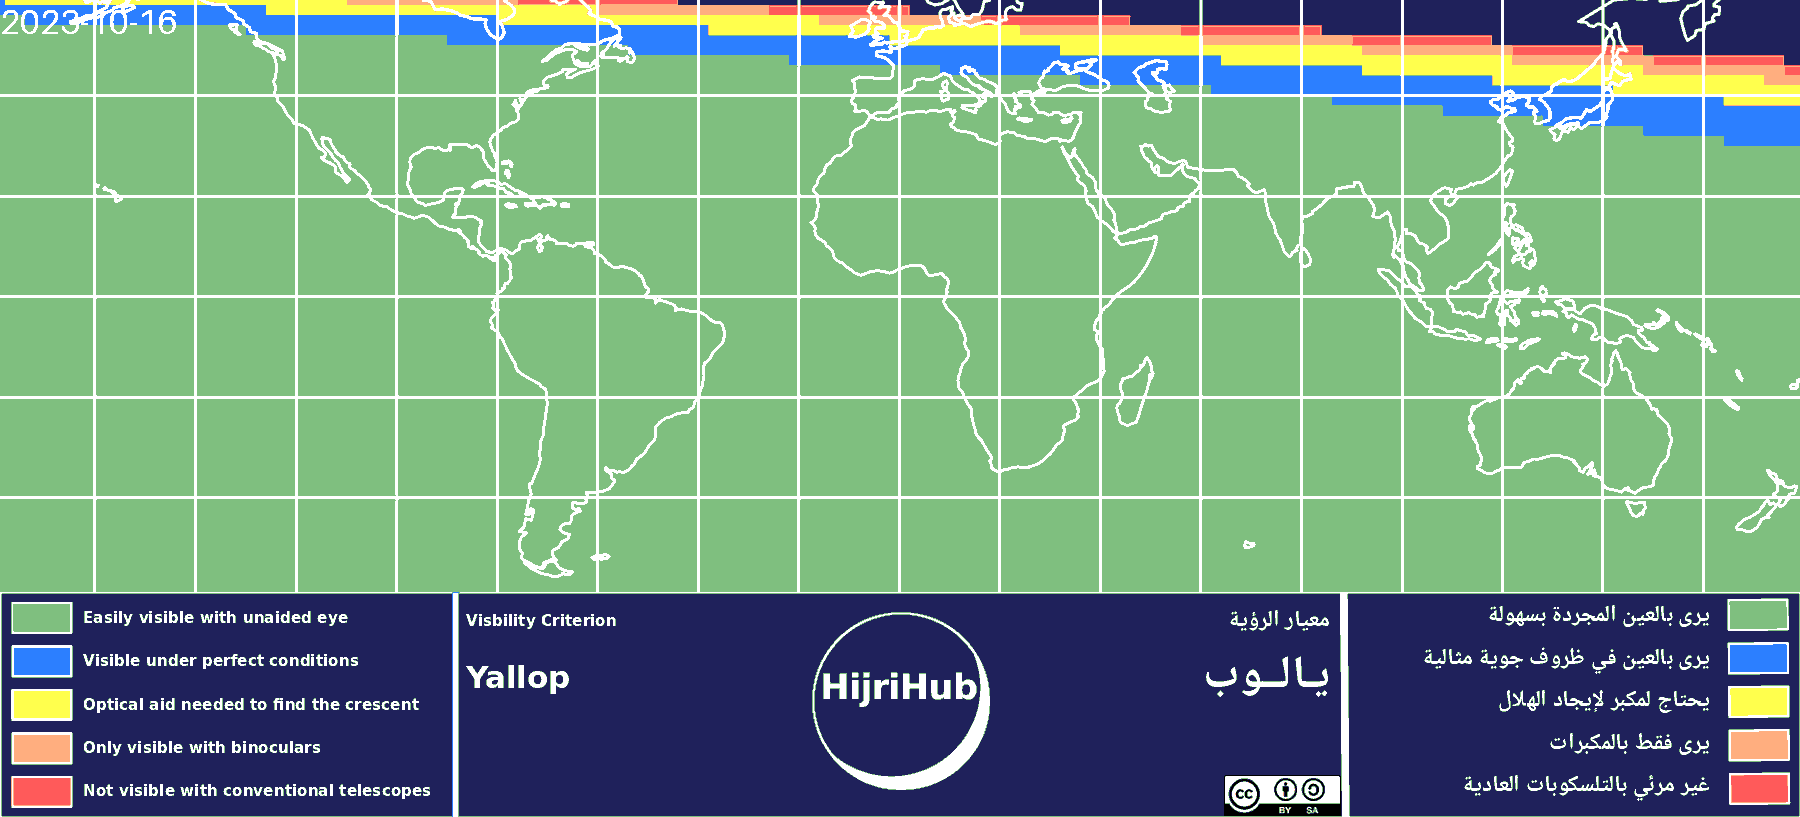 2023-10-16
Easily visible with unaided eye
Visible under perfect conditions
Optical aid needed to find the crescent
Only visible with binoculars
Not visible with conventional telescopes
Visbility Criterion
Yallop
HijriHub
معيار الرؤية
يـالـوب
cc BY SA
يرى بالعين المجردة بسهولة
يرى بالعين في ظروف جوية مثالية
يحتاج لمكبر لإيجاد الهلال
يرى فقط بالمكبرات
غير مرئي بالتلسكوبات العادية